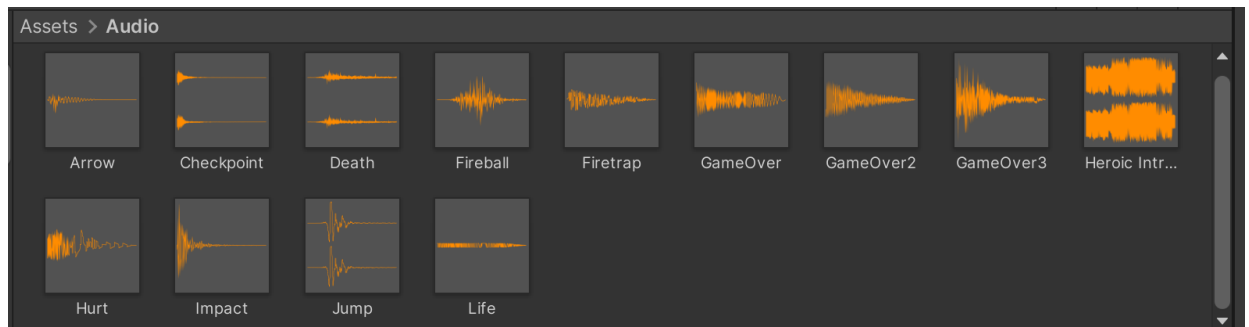 Assets > Audio
Arrow Checkpoint Death Fireball Firetrap GameOver GameOver2 GameOver3 Heroic Intr...
Hurt Impact Jump Life